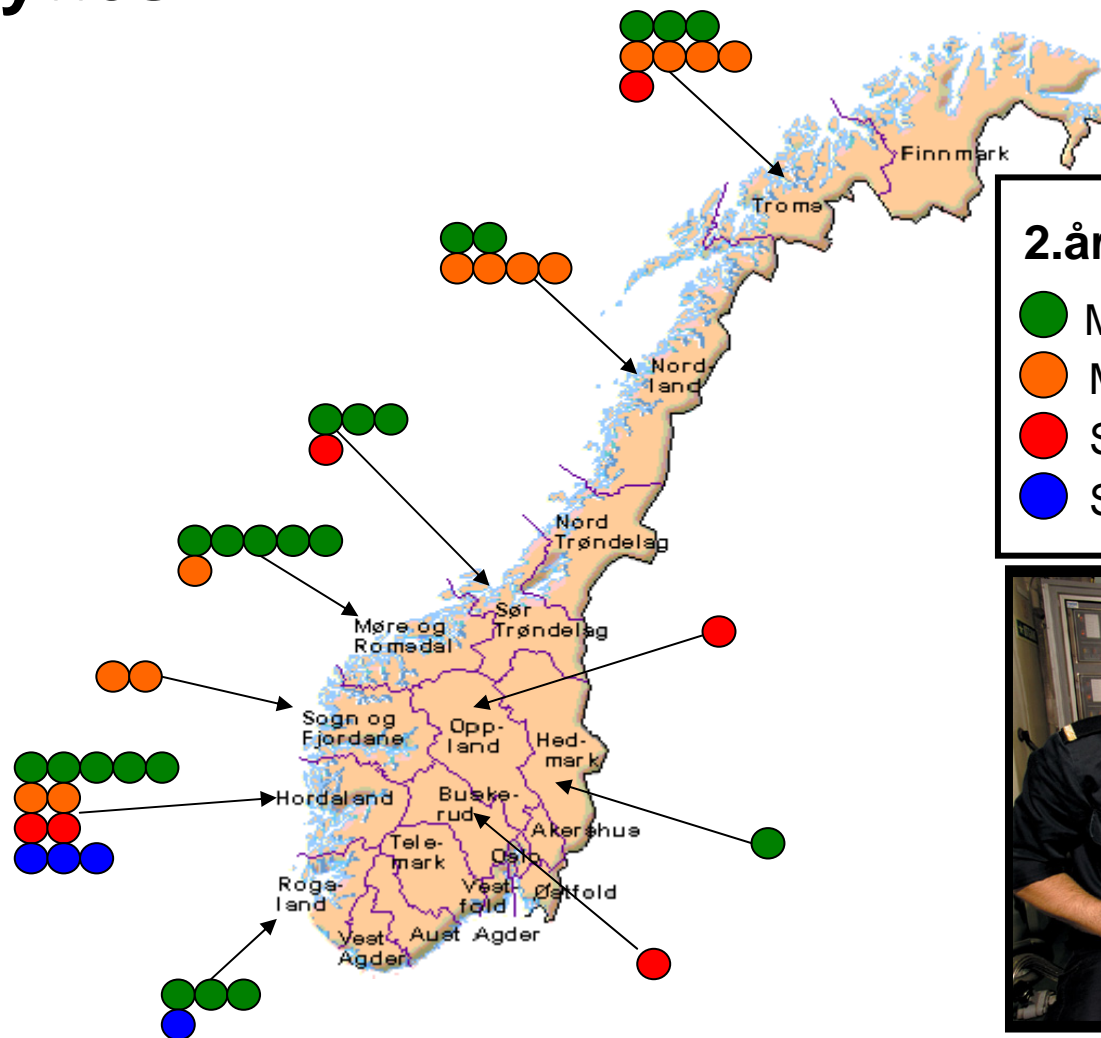 Finnmark
Troms
2.år
M
M
S
S
Nord-
land
Nord
Trøndelag
Sør
Trøndelag
Møre og
Romsdal
Sogn og
Fjordane
Opp-
land
Hed-
mark
Hordaland
Buske-
rud
Akershus
Tele-
mark
Oslo
Roga-
land
Vest-
fold
Østfold
Vest
Agder
Aust Agder